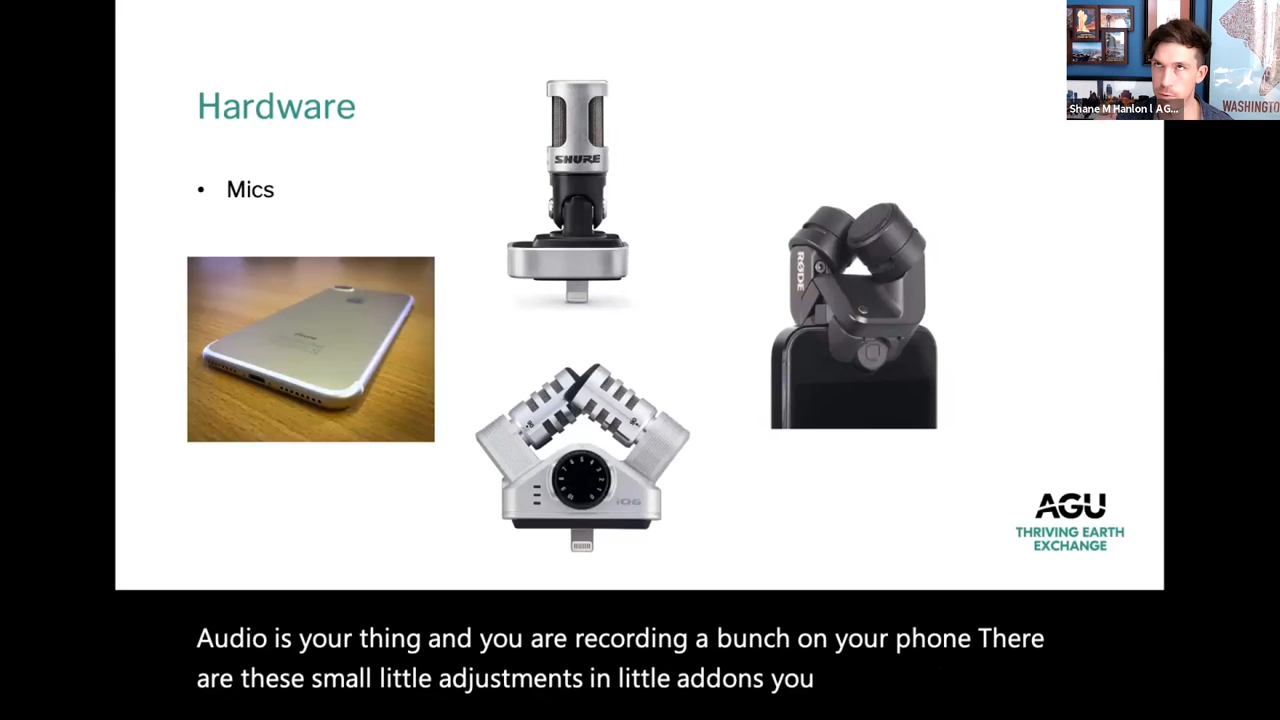 Hardware
• Mics
SHURE
RØDE
iQ6
AGU
THRIVING EARTH
EXCHANGE
Shane M Hanlon l AG...
WASHINGTO
Audio is your thing and you are recording a bunch on your phone There
are these small little adjustments in little addons you